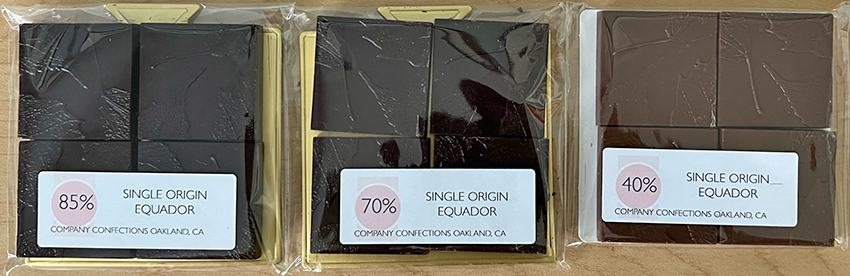 85%
SINGLE ORIGIN
EQUADOR
COMPANY CONFECTIONS OAKLAND, CA
70%
SINGLE ORIGIN
EQUADOR
COMPANY CONFECTIONS OAKLAND, CA
40%
SINGLE ORIGIN
EQUADOR
COMPANY CONFECTIONS OAKLAND, CA